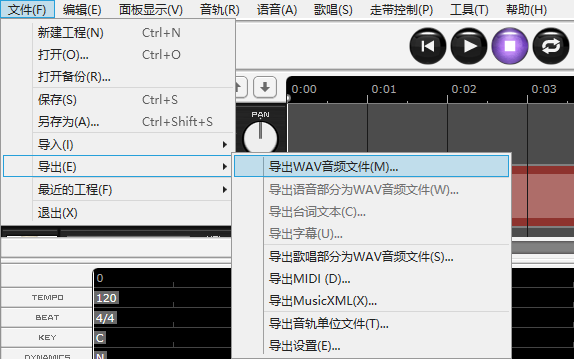 文件(F) 编辑(E) 面板显示(V) 音轨(R) 语音(A) 歌唱(S) 走带控制(P) 工具(T) 帮助(H)
新建工程(N) Ctrl+N
打开(O)... Ctrl+O
打开备份(R)...
保存(S) Ctrl+S
另存为(A)... Ctrl+Shift+S
导入(I)
导出(E)
最近的工程(F)
退出(X)
0:00 0:01 0:02 0:03
PAN
导出WAV音频文件(M)...
导出语音部分为WAV音频文件(W)...
导出台词文本(C)...
导出字幕(U)...
导出歌唱部分为WAV音频文件(S)...
导出MIDI (D)...
导出MusicXML(X)...
导出音轨单位文件(T)...
导出设置(E)...
0
TEMPO 120
BEAT 4/4
KEY C
DYNAMICS N